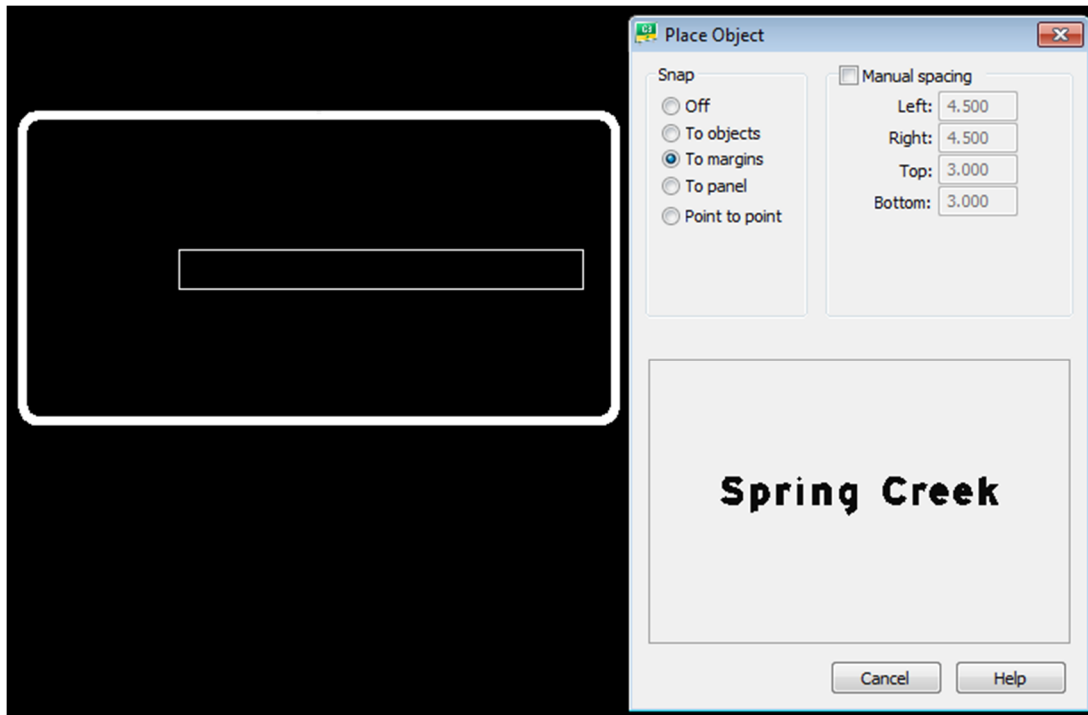 Place Object
Snap
Off
To objects
To margins
To panel
Point to point
Manual spacing
Left: 4.500
Right: 4.500
Top: 3.000
Bottom: 3.000
Spring Creek
Cancel
Help